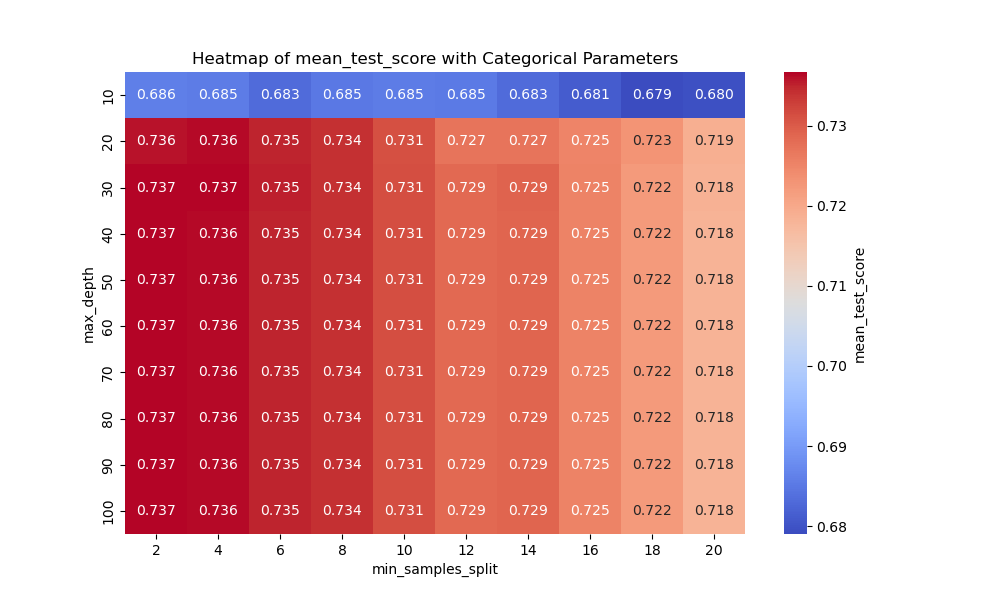 Heatmap of mean_test_score with Categorical Parameters
10 0.686 0.685 0.683 0.685 0.685 0.685 0.683 0.681 0.679 0.680
20 0.736 0.736 0.735 0.734 0.731 0.727 0.727 0.725 0.723 0.719
30 0.737 0.737 0.735 0.734 0.731 0.729 0.729 0.725 0.722 0.718
40 0.737 0.736 0.735 0.734 0.731 0.729 0.729 0.725 0.722 0.718
50 0.737 0.736 0.735 0.734 0.731 0.729 0.729 0.725 0.722 0.718
60 0.737 0.736 0.735 0.734 0.731 0.729 0.729 0.725 0.722 0.718
70 0.737 0.736 0.735 0.734 0.731 0.729 0.729 0.725 0.722 0.718
80 0.737 0.736 0.735 0.734 0.731 0.729 0.729 0.725 0.722 0.718
90 0.737 0.736 0.735 0.734 0.731 0.729 0.729 0.725 0.722 0.718
100 0.737 0.736 0.735 0.734 0.731 0.729 0.729 0.725 0.722 0.718
max_depth
2 4 6 8 10 12 14 16 18 20
min_samples_split
0.73
0.72
0.71
0.70
0.69
0.68
mean_test_score